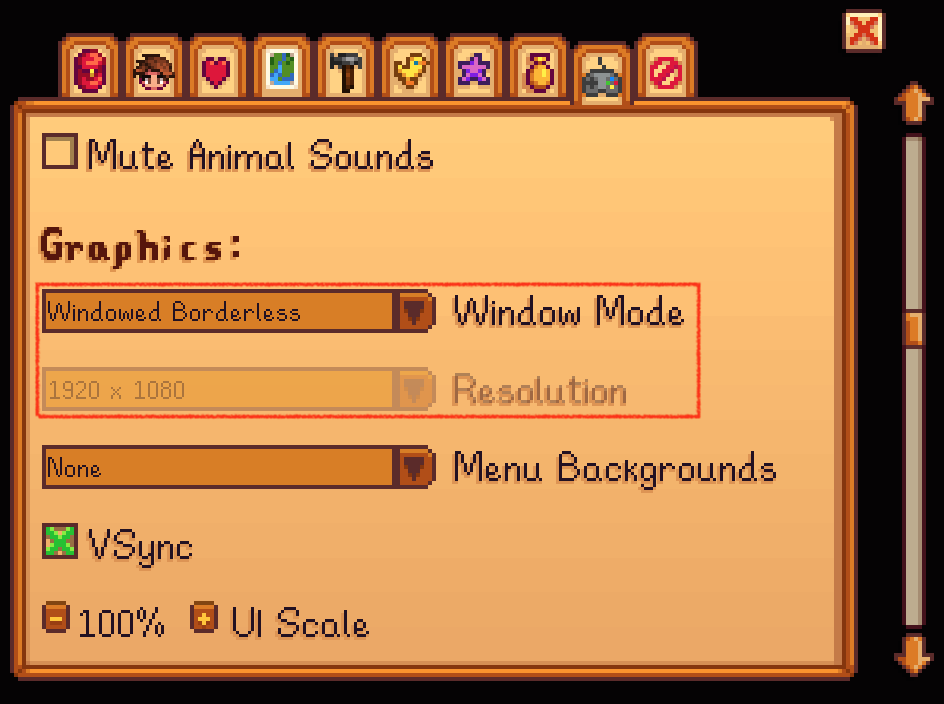 Mute Animal Sounds
Graphics:
Windowed Borderless Window Mode
1920 x 1080 Resolution
None Menu Backgrounds
VSync
100% UI Scale